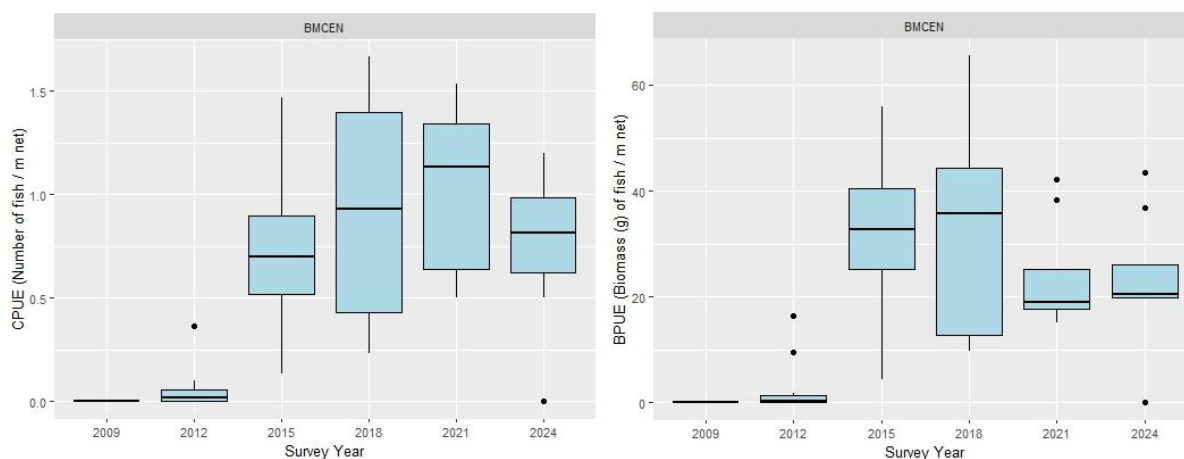 BMCEN
CPUE (Number of fish / m net)
1.5
1.0
0.5
0.0
2009 2012 2015 2018 2021 2024
Survey Year
BMCEN
BPUE (Biomass (g) of fish / m net)
60
40
20
0
2009 2012 2015 2018 2021 2024
Survey Year